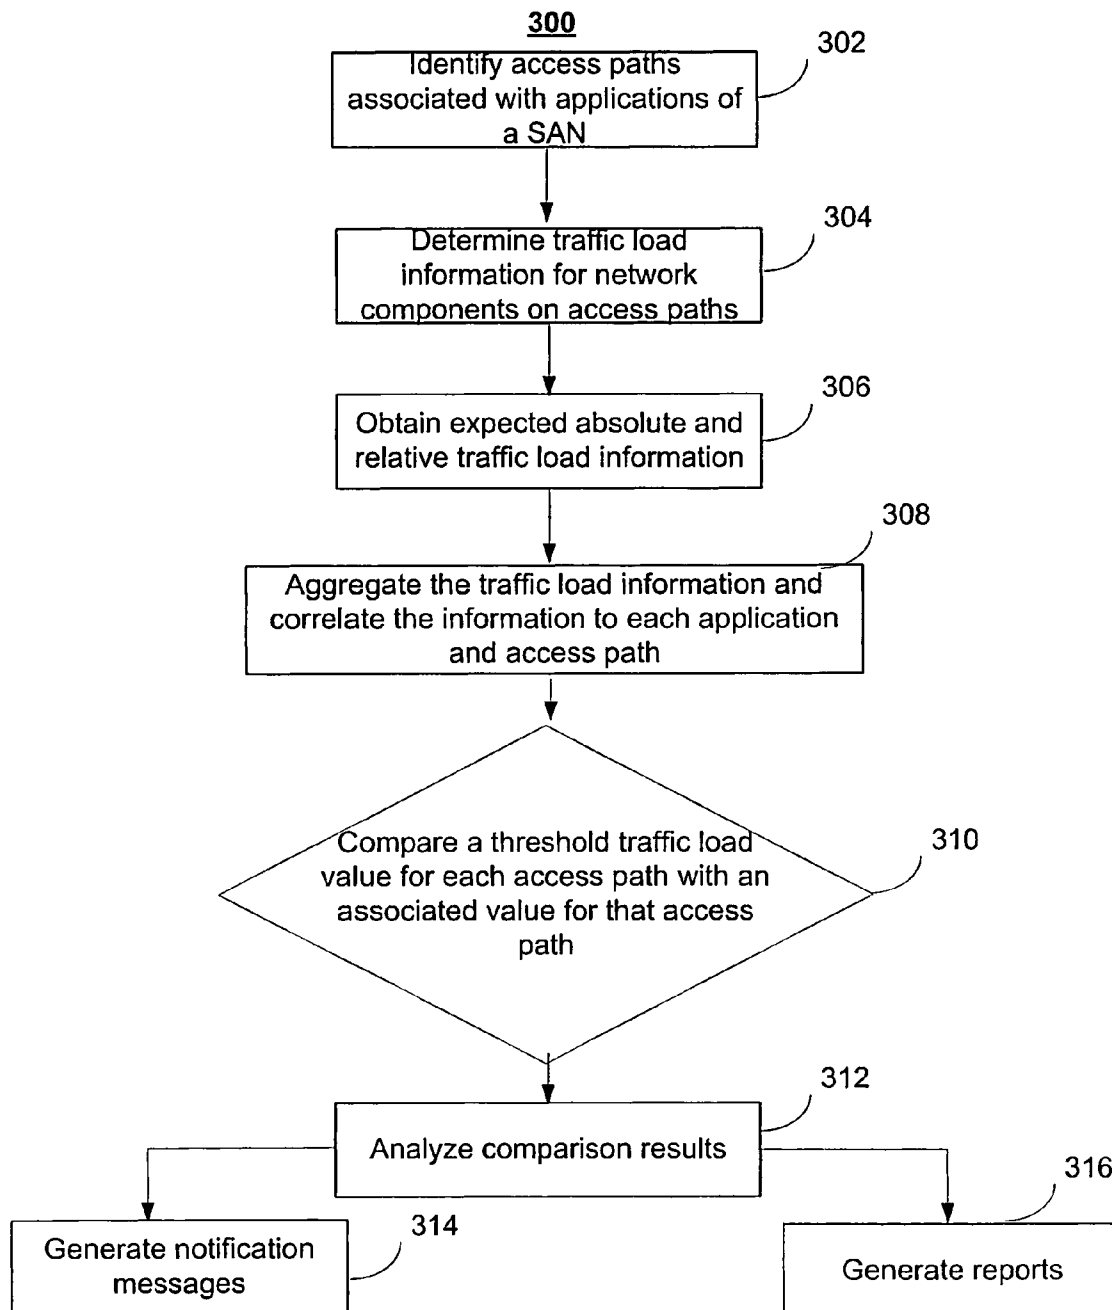 300
302
Identify access paths
associated with applications of
a SAN
304
Determine traffic load
information for network
components on access paths
306
Obtain expected absolute and
relative traffic load information
308
Aggregate the traffic load information and
correlate the information to each application
and access path
310
Compare a threshold traffic load
value for each access path with an
associated value for that access
path
312
Analyze comparison results
314
Generate notification
messages
316
Generate reports